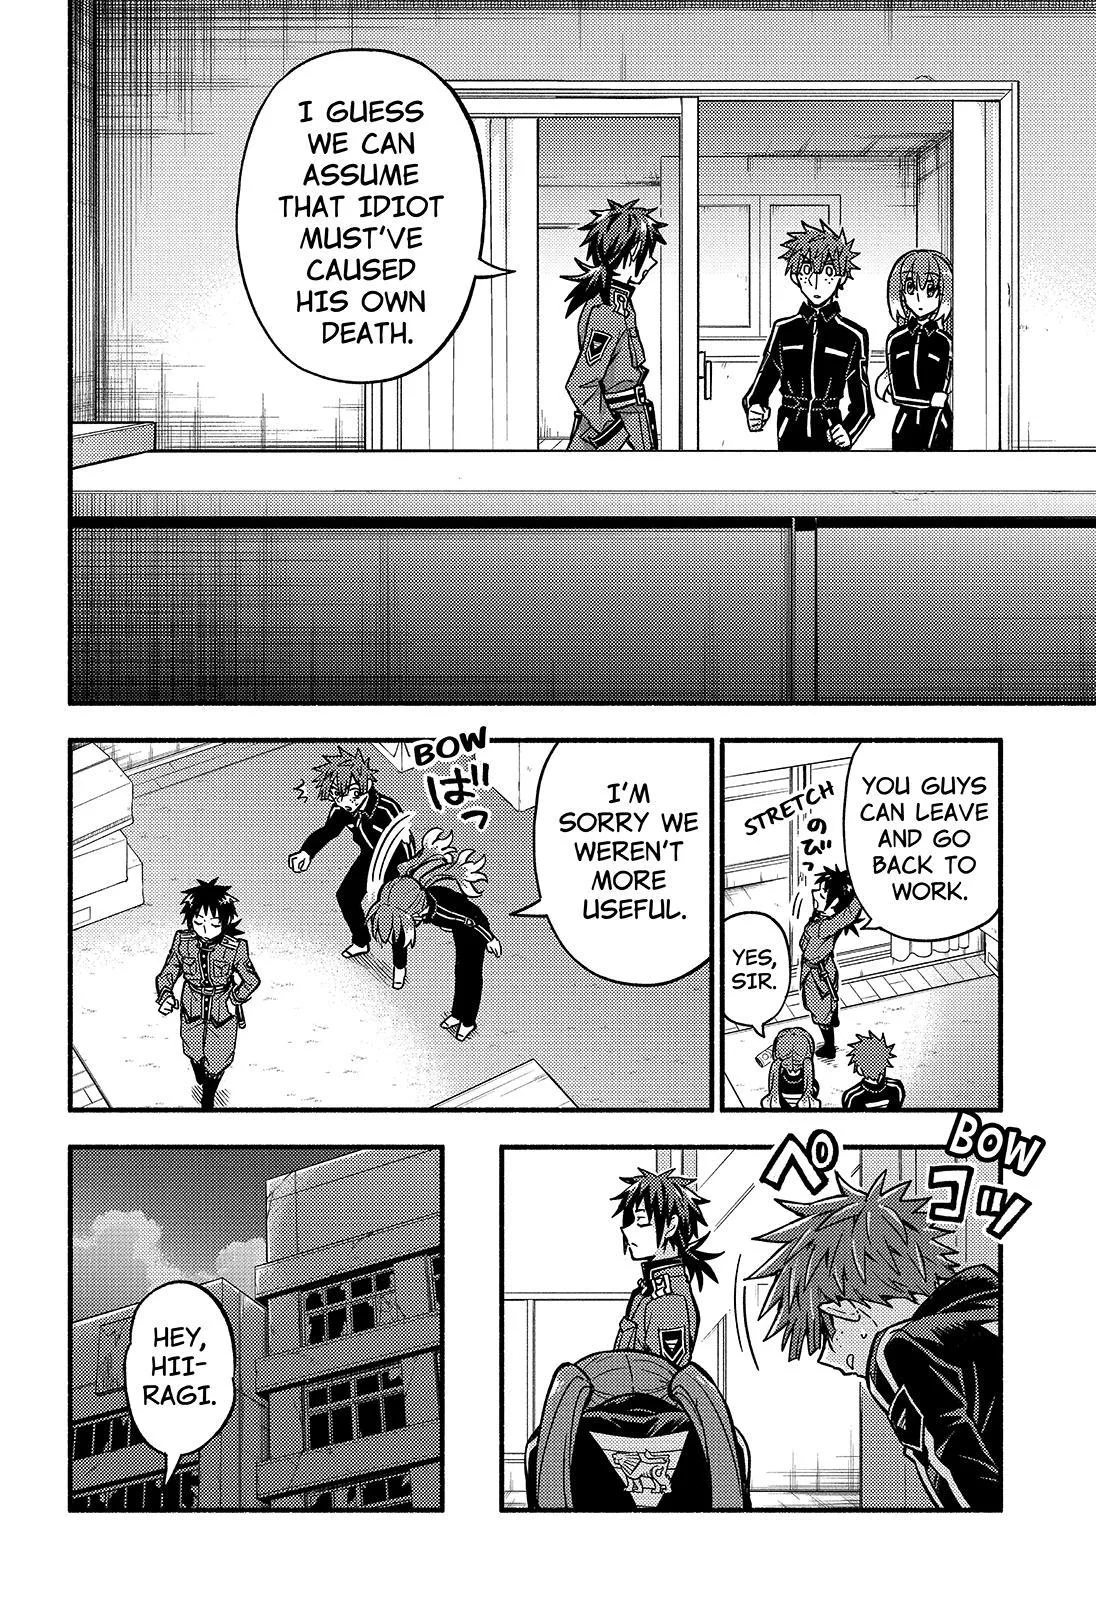 I GUESS
WE CAN
ASSUME
THAT IDIOT
MUST'VE
CAUSED
HIS OWN
DEATH.
YOU GUYS
CAN LEAVE
AND GO
BACK TO
WORK.
STRETCH
のびっ
YES,
SIR.
I'M
SORRY WE
WEREN'T
MORE
USEFUL.
BOW
ばっ
BOW
ペコッ
HEY,
HII-
RAGI.